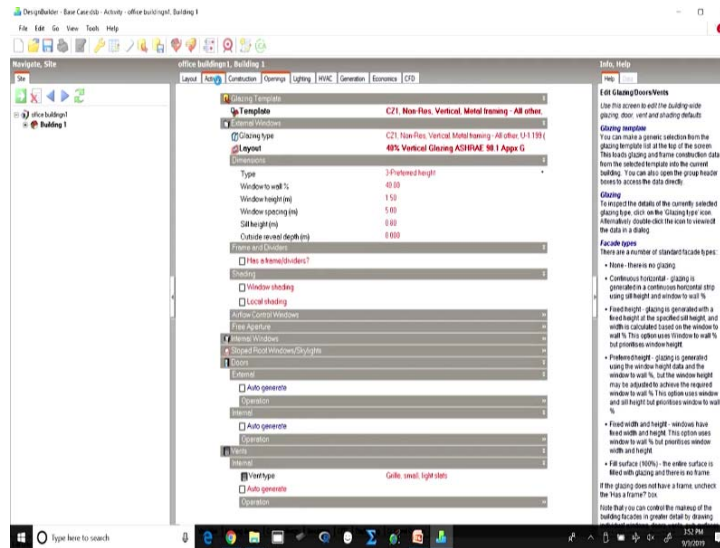 DesignBuilder - Base Case.dsb - Activity - office building1, Building 1
File Edit Go View Tools Help
Navigate, Site
Site
office building1
Building 1
office building1, Building 1
Layout Activity Construction Openings Lighting HVAC Generation Economics CFD
Glazing Template
Template CZ1, Non-Res, Vertical, Metal framing - All other,
External Windows
Glazing type CZ1, Non-Res, Vertical, Metal framing - All other, U-1.199 (
Layout 40% Vertical Glazing ASHRAE 90.1 Appx G
Dimensions
Type 3-Preferred height
Window to wall % 40.00
Window height (m) 1.50
Window spacing (m) 5.00
Sill height (m) 0.80
Outside reveal depth (m) 0.000
Frame and Dividers
Has a frame/dividers?
Shading
Window shading
Local shading
Airflow Control Windows
Free Aperture
Internal Windows
Sloped Roof Windows/Skylights
Doors
External
Auto generate
Operation
Internal
Auto generate
Operation
Vents
Internal
Vent type Grille, small, light slats
Auto generate
Operation
Info, Help
Help Data
Edit Glazing/Doors/Vents
Use this screen to edit the building-wide
glazing, door, vent and shading defaults
Glazing template
You can make a generic selection from the
glazing template list at the top of the screen.
This loads glazing and frame construction data
from the selected template into the current
building. You can also open the group header
boxes to access the data directly.
Glazing
To inspect the details of the currently selected
glazing type, click on the 'Glazing type' icon.
Alternatively double-click the icon to view/edit
the data in a dialog.
Facade types
There are a number of standard facade types:
• None - there is no glazing
• Continuous horizontal - glazing is
generated in a continuous horizontal strip
using sill height and window to wall %
• Fixed height - glazing is generated with a
fixed height at the specified sill height, and
width is calculated based on the window to
wall %. This option uses Window to wall %
but prioritises window height.
• Preferred height - glazing is generated
using the window height data and the
window to wall %, but the window height
may be adjusted to achieve the required
window to wall %. This option uses window
and sill height but prioritises window to wall
%
• Fixed width and height - windows have
fixed width and height. This option uses
window to wall % but prioritises window
width and height
• Fill surface (100%) - the entire surface is
filled with glazing and there is no frame.
If the glazing does not have a frame, uncheck
the 'Has a frame?' box.
Note that you can control the makeup of the
building facades in greater detail by drawing
Type here to search
3:52 PM
9/3/2019